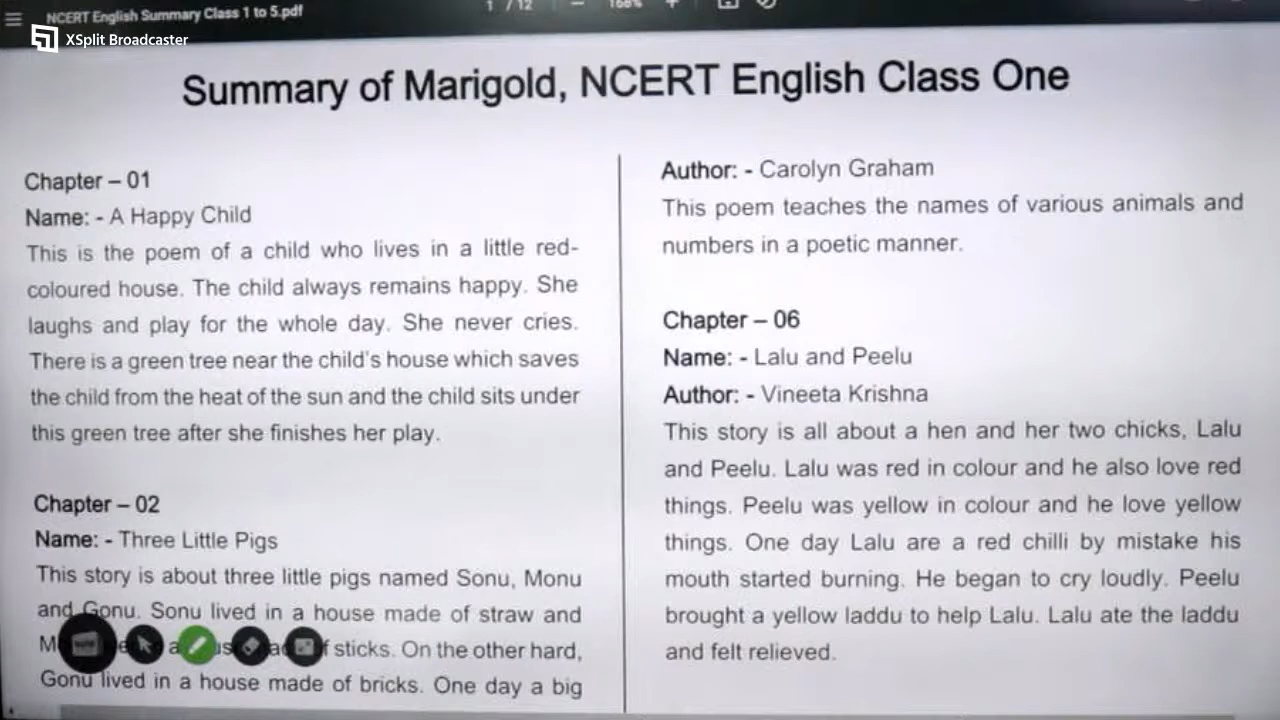 NCERT English Summary Class 1 to 5.pdf
1 / 12
168%
XSplit Broadcaster
Summary of Marigold, NCERT English Class One
Chapter – 01
Name: - A Happy Child
This is the poem of a child who lives in a little red-
coloured house. The child always remains happy. She
laughs and play for the whole day. She never cries.
There is a green tree near the child's house which saves
the child from the heat of the sun and the child sits under
this green tree after she finishes her play.
Chapter – 02
Name: - Three Little Pigs
This story is about three little pigs named Sonu, Monu
and Gonu. Sonu lived in a house made of straw and
sticks. On the other hard,
Gonu lived in a house made of bricks. One day a big
Author: - Carolyn Graham
This poem teaches the names of various animals and
numbers in a poetic manner.
Chapter – 06
Name: - Lalu and Peelu
Author: - Vineeta Krishna
This story is all about a hen and her two chicks, Lalu
and Peelu. Lalu was red in colour and he also love red
things. Peelu was yellow in colour and he love yellow
things. One day Lalu are a red chilli by mistake his
mouth started burning. He began to cry loudly. Peelu
brought a yellow laddu to help Lalu. Lalu ate the laddu
and felt relieved.